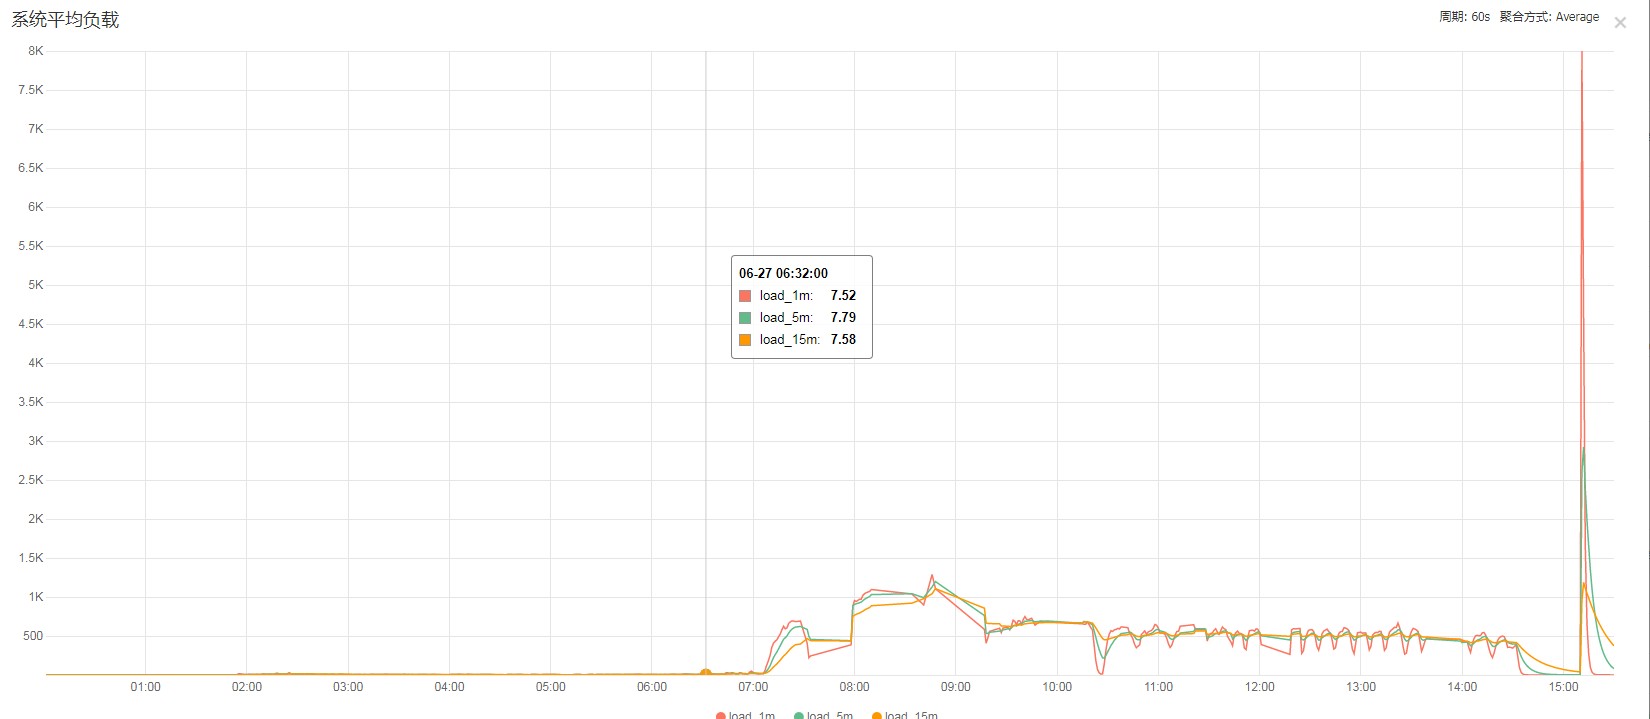 系统平均负载
周期: 60s 聚合方式: Average
8K
7.5K
7K
6.5K
6K
5.5K
5K
4.5K
4K
3.5K
3K
2.5K
2K
1.5K
1K
500
06-27 06:32:00
load_1m: 7.52
load_5m: 7.79
load_15m: 7.58
01:00 02:00 03:00 04:00 05:00 06:00 07:00 08:00 09:00 10:00 11:00 12:00 13:00 14:00 15:00
load_1m load_5m load_15m